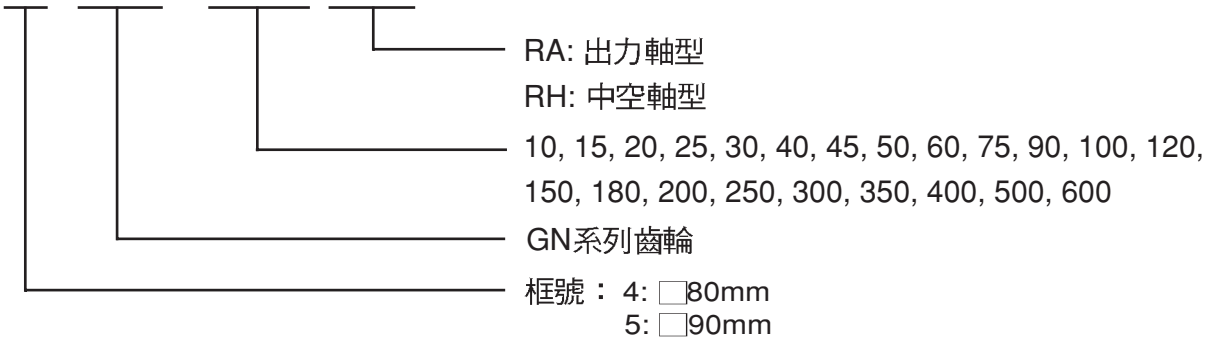 RA: 出力軸型
RH: 中空軸型
10, 15, 20, 25, 30, 40, 45, 50, 60, 75, 90, 100, 120,
150, 180, 200, 250, 300, 350, 400, 500, 600
GN系列齒輪
框號：4: □80mm
5: □90mm